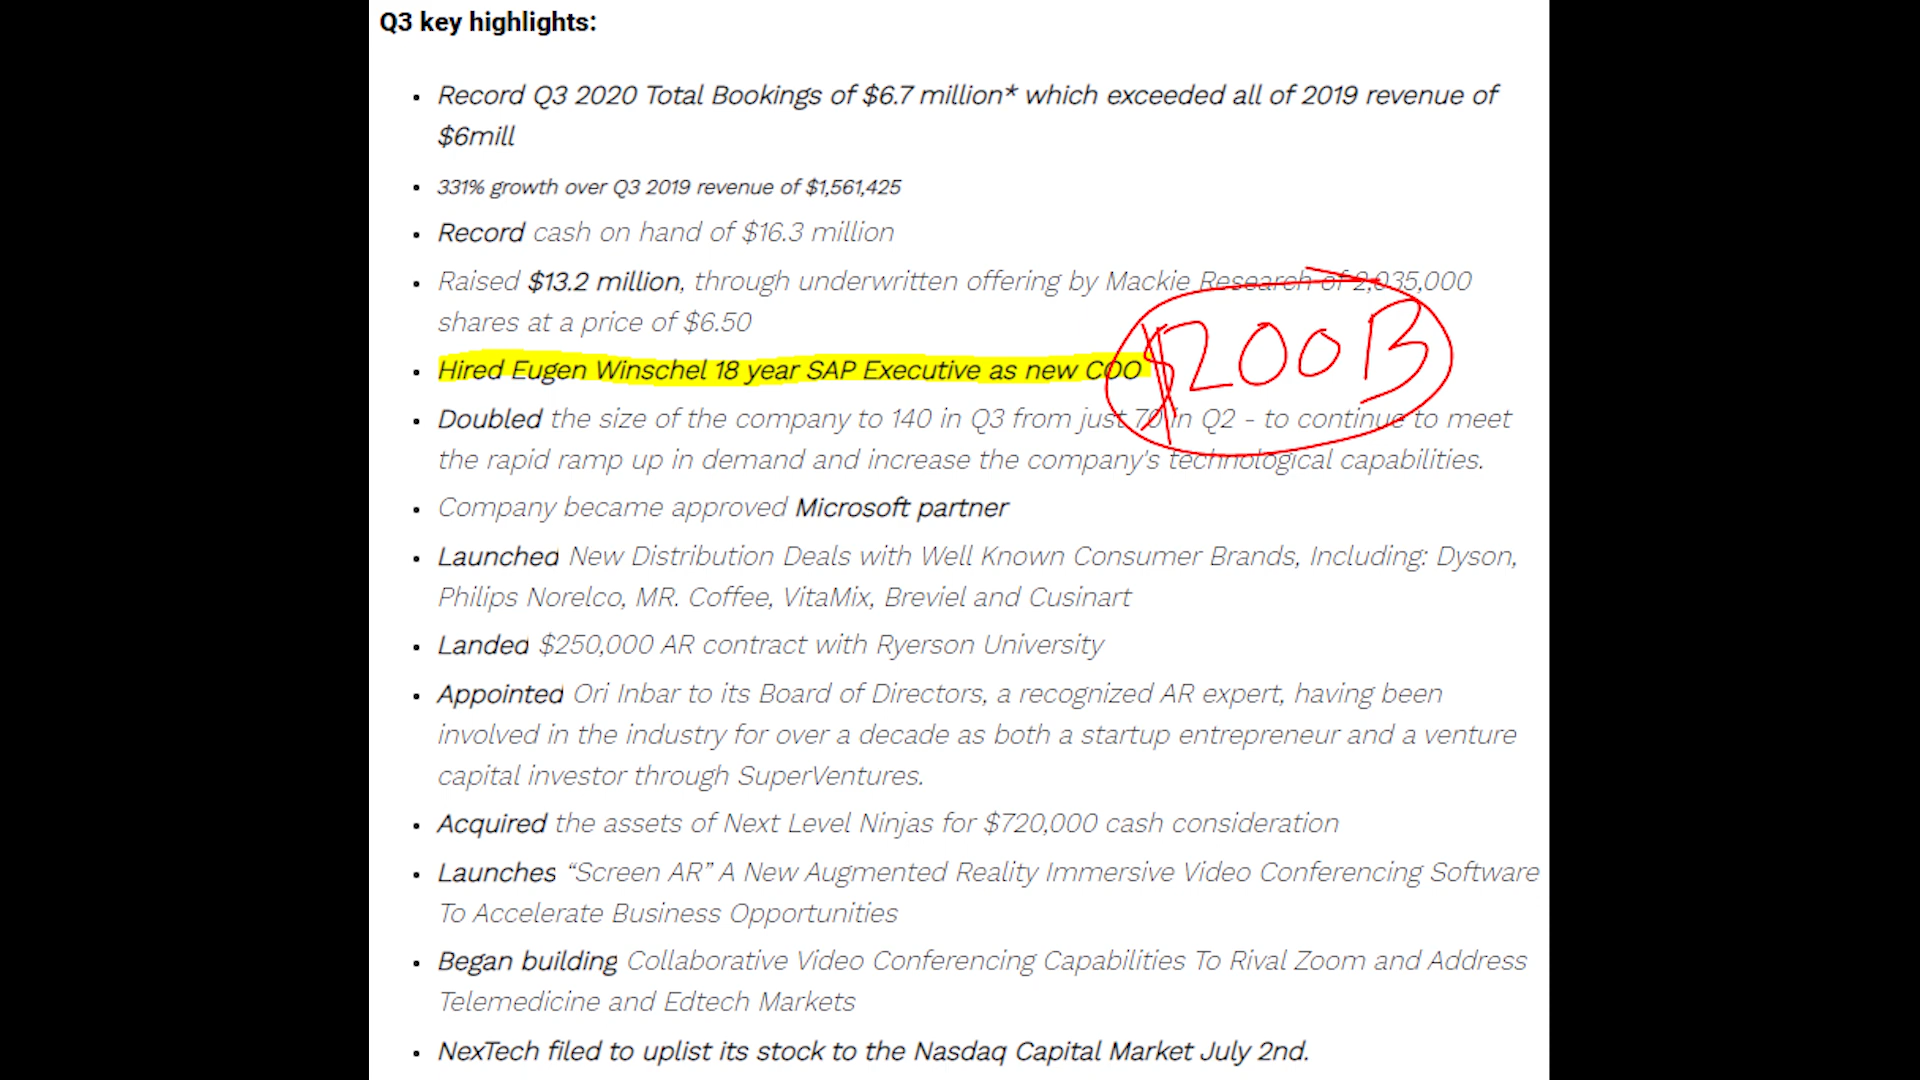 Q3 key highlights:
• Record Q3 2020 Total Bookings of $6.7 million* which exceeded all of 2019 revenue of
$6mill
• 331% growth over Q3 2019 revenue of $1,561,425
• Record cash on hand of $16.3 million
• Raised $13.2 million, through underwritten offering by Mackie Research of 2,035,000
shares at a price of $6.50
• Hired Eugen Winschel 18 year SAP Executive as new COO
$200B
• Doubled the size of the company to 140 in Q3 from just 70 in Q2 - to continue to meet
the rapid ramp up in demand and increase the company's technological capabilities.
• Company became approved Microsoft partner
• Launched New Distribution Deals with Well Known Consumer Brands, Including: Dyson,
Philips Norelco, MR. Coffee, VitaMix, Breviel and Cusinart
• Landed $250,000 AR contract with Ryerson University
• Appointed Ori Inbar to its Board of Directors, a recognized AR expert, having been
involved in the industry for over a decade as both a startup entrepreneur and a venture
capital investor through SuperVentures.
• Acquired the assets of Next Level Ninjas for $720,000 cash consideration
• Launches “Screen AR” A New Augmented Reality Immersive Video Conferencing Software
To Accelerate Business Opportunities
• Began building Collaborative Video Conferencing Capabilities To Rival Zoom and Address
Telemedicine and Edtech Markets
• NexTech filed to uplist its stock to the Nasdaq Capital Market July 2nd.